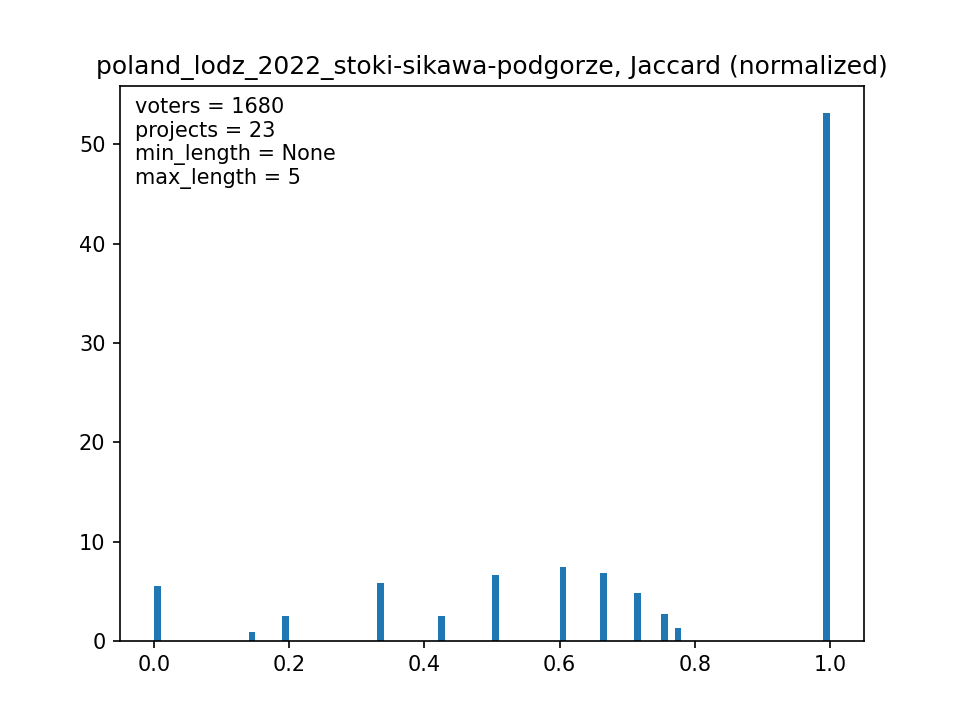 poland_lodz_2022_stoki-sikawa-podgorze, Jaccard (normalized)
voters = 1680
projects = 23
min_length = None
max_length = 5
50
40
30
20
10
0
0.0 0.2 0.4 0.6 0.8 1.0